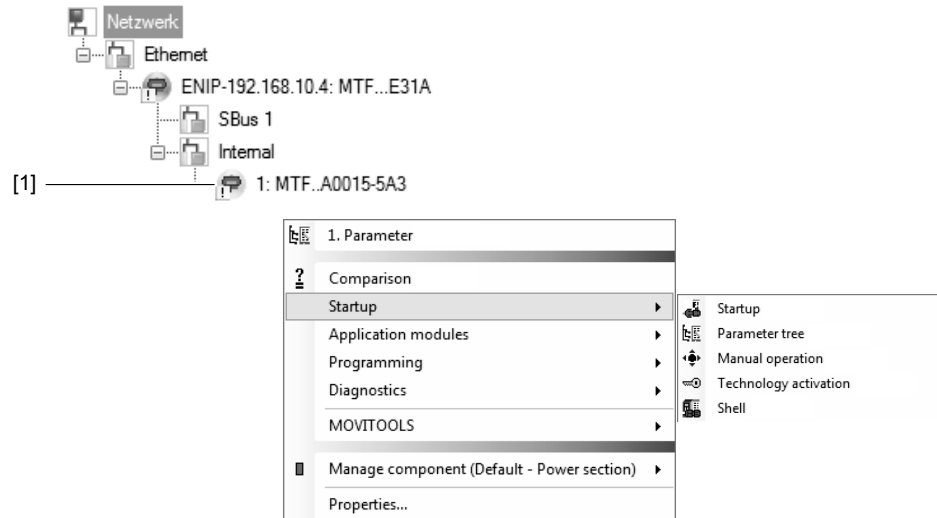 Netzwerk
Ethernet
ENIP-192.168.10.4: MTF...E31A
SBus 1
Internal
[1]
1: MTF..A0015-5A3
1. Parameter
Comparison
Startup
Application modules
Programming
Diagnostics
MOVITOOLS
Manage component (Default - Power section)
Properties...
Startup
Parameter tree
Manual operation
Technology activation
Shell